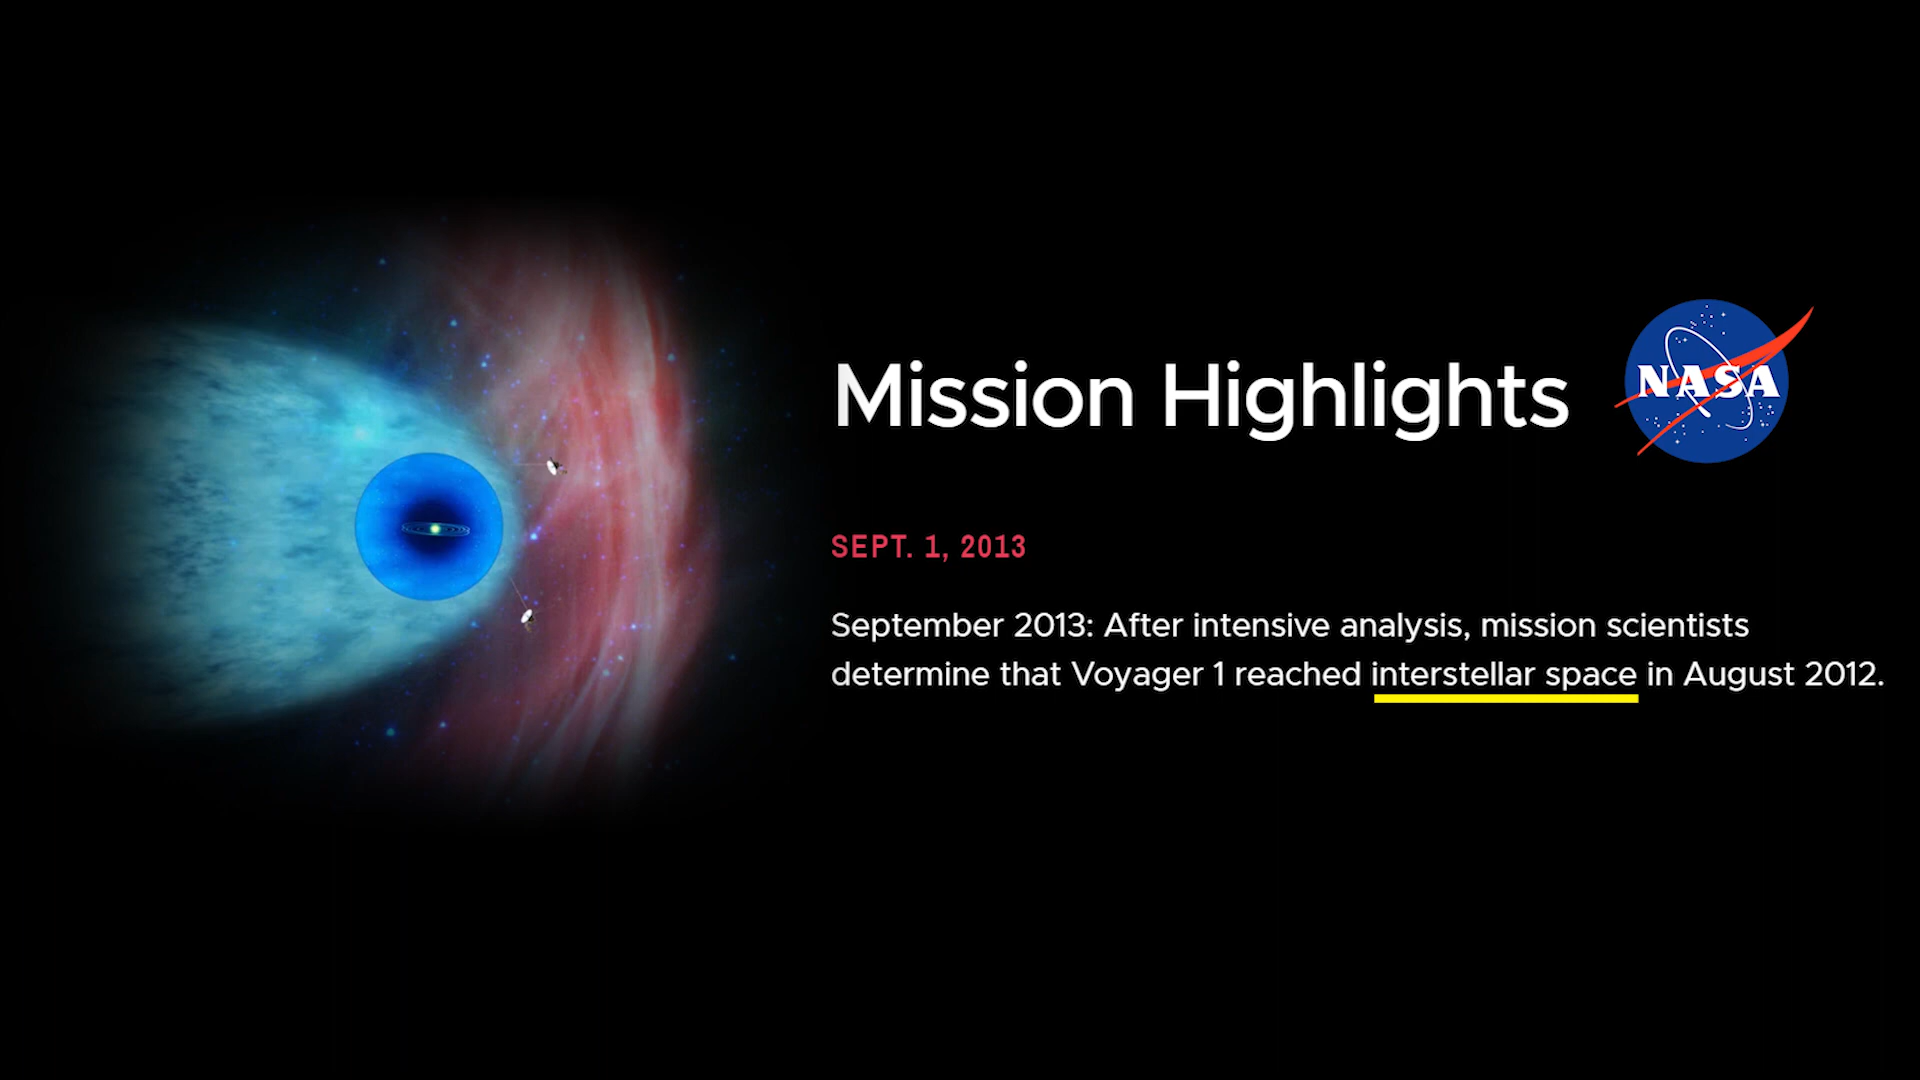 Mission Highlights
NASA
SEPT. 1, 2013
September 2013: After intensive analysis, mission scientists
determine that Voyager 1 reached interstellar space in August 2012.